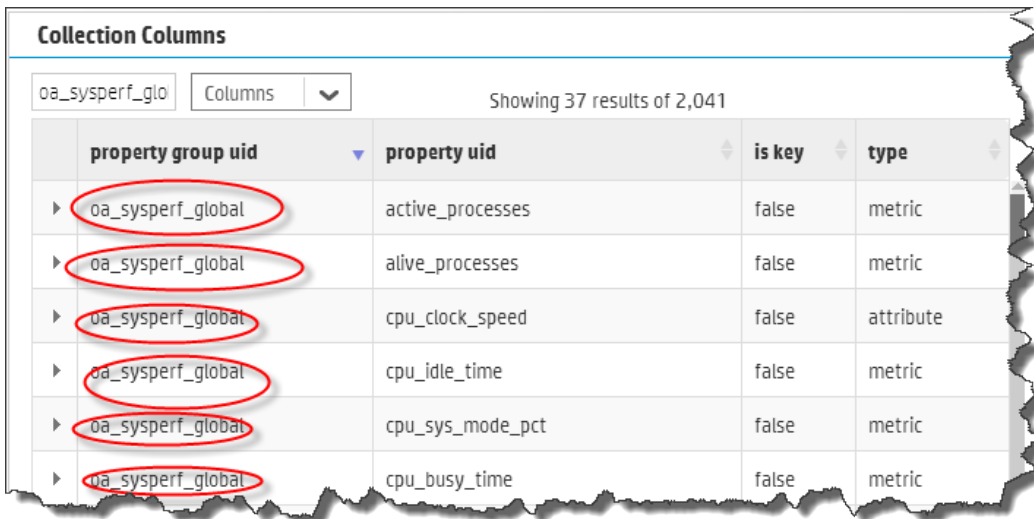 Collection Columns
oa_sysperf_glo Columns Showing 37 results of 2,041
property group uid property uid is key type
oa_sysperf_global active_processes false metric
oa_sysperf_global alive_processes false metric
oa_sysperf_global cpu_clock_speed false attribute
oa_sysperf_global cpu_idle_time false metric
oa_sysperf_global cpu_sys_mode_pct false metric
oa_sysperf_global cpu_busy_time false metric